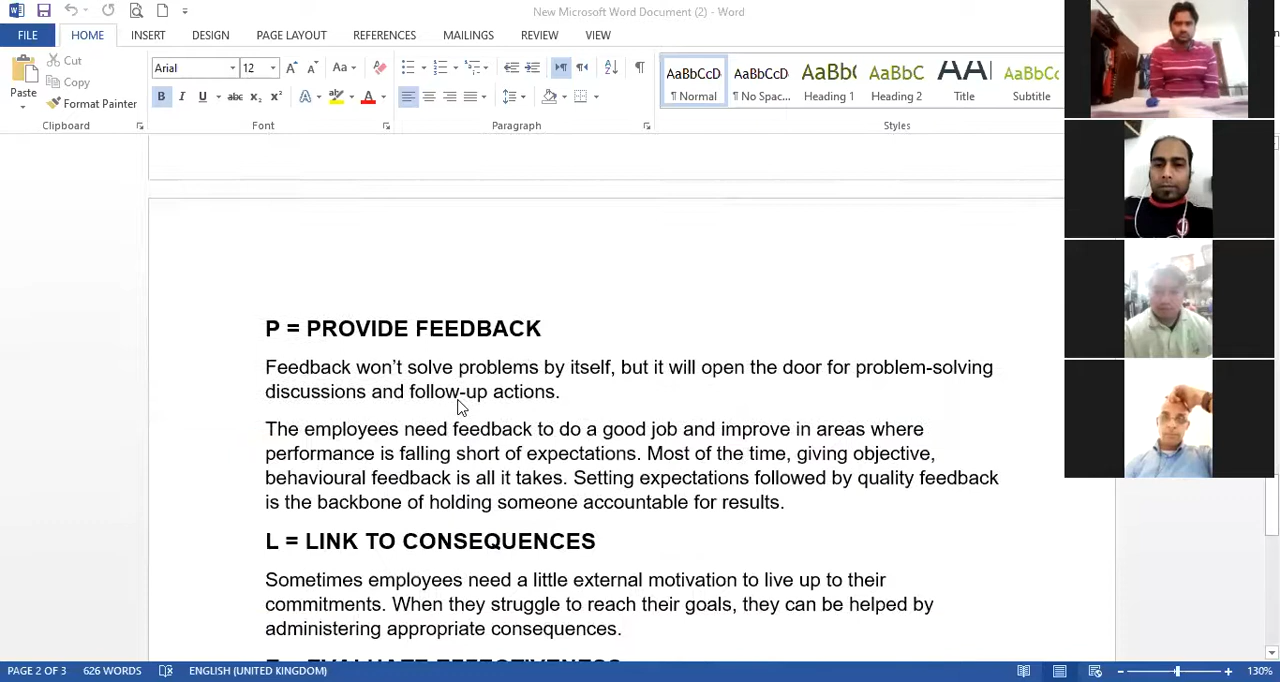 New Microsoft Word Document (2) - Word
FILE HOME INSERT DESIGN PAGE LAYOUT REFERENCES MAILINGS REVIEW VIEW
Cut
Copy
Format Painter
Paste
Clipboard
Arial 12
Font
Paragraph
AaBbCcD AaBbCcD AaBb( AaBbC AA AaBbCc
¶ Normal ¶ No Spac... Heading 1 Heading 2 Title Subtitle
Styles
P = PROVIDE FEEDBACK
Feedback won’t solve problems by itself, but it will open the door for problem-solving
discussions and follow-up actions.
The employees need feedback to do a good job and improve in areas where
performance is falling short of expectations. Most of the time, giving objective,
behavioural feedback is all it takes. Setting expectations followed by quality feedback
is the backbone of holding someone accountable for results.
L = LINK TO CONSEQUENCES
Sometimes employees need a little external motivation to live up to their
commitments. When they struggle to reach their goals, they can be helped by
administering appropriate consequences.
E = EVALUATE EFFECTIVENESS
PAGE 2 OF 3 626 WORDS ENGLISH (UNITED KINGDOM) 130%